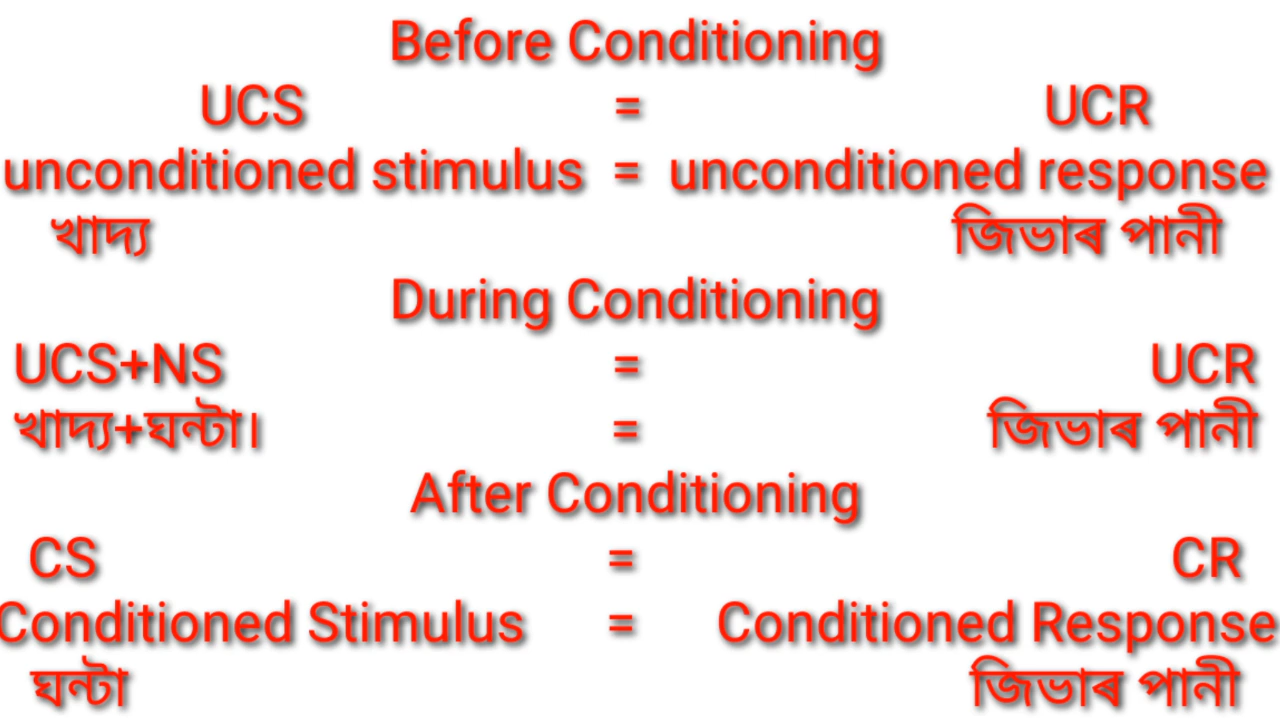 Before Conditioning
UCS = UCR
unconditioned stimulus = unconditioned response
খাদ্য জিভাৰ পানী
During Conditioning
UCS+NS = UCR
খাদ্য+ঘন্টা। = জিভাৰ পানী
After Conditioning
CS = CR
Conditioned Stimulus = Conditioned Response
ঘন্টা জিভাৰ পানী